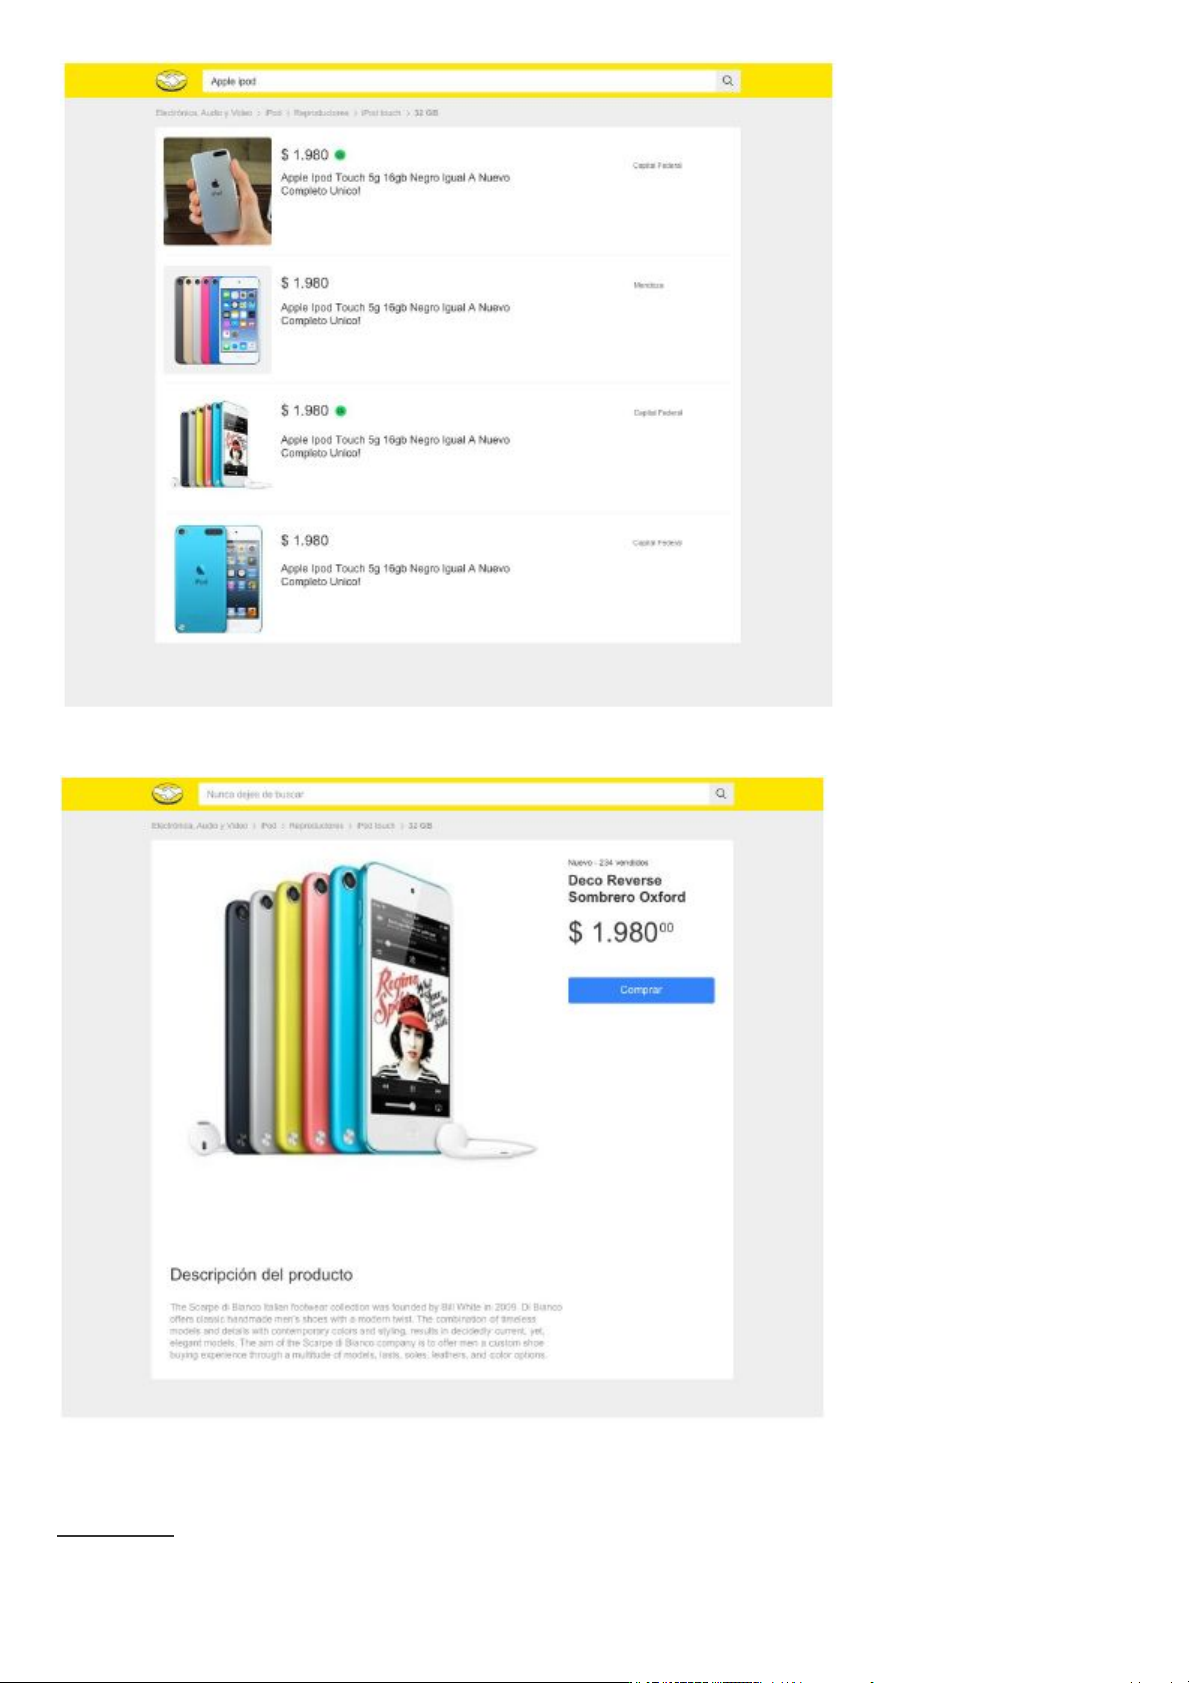 Apple ipod
Electrónica, Audio y Video > iPod > Reproductores > iPod touch > 32 GB
$ 1.980
Apple Ipod Touch 5g 16gb Negro Igual A Nuevo
Completo Unico!
Capital Federal
$ 1.980
Apple Ipod Touch 5g 16gb Negro Igual A Nuevo
Completo Unico!
Mendoza
$ 1.980
Apple Ipod Touch 5g 16gb Negro Igual A Nuevo
Completo Unico!
Capital Federal
$ 1.980
Apple Ipod Touch 5g 16gb Negro Igual A Nuevo
Completo Unico!
Capital Federal
iPod
Nunca dejes de buscar
Electrónica, Audio y Video > iPod > Reproductores > iPod touch > 32 GB
Nuevo - 234 vendidos
Deco Reverse
Sombrero Oxford
$ 1.98000
Comprar
Regina
Descripción del producto
The Scarpe di Bianco Italian footwear collection was founded by Bill White in 2009. Di Bianco
offers classic handmade men's shoes with a modern twist. The combination of timeless
models and details with contemporary colors and styling, results in decidedly current, yet,
elegant models. The aim of the Scarpe di Bianco company is to offer men a custom shoe
buying experience through a multitude of models, lasts, soles, leathers, and color options.